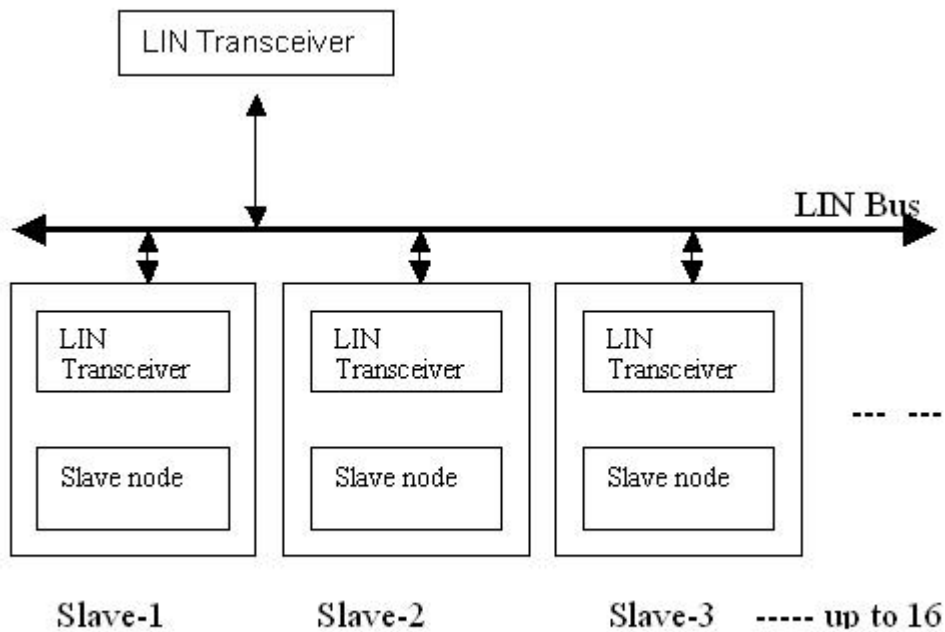 LIN Transceiver
LIN Bus
LIN
Transceiver
Slave node
LIN
Transceiver
Slave node
LIN
Transceiver
Slave node
--- ---
Slave-1
Slave-2
Slave-3
----- up to 16